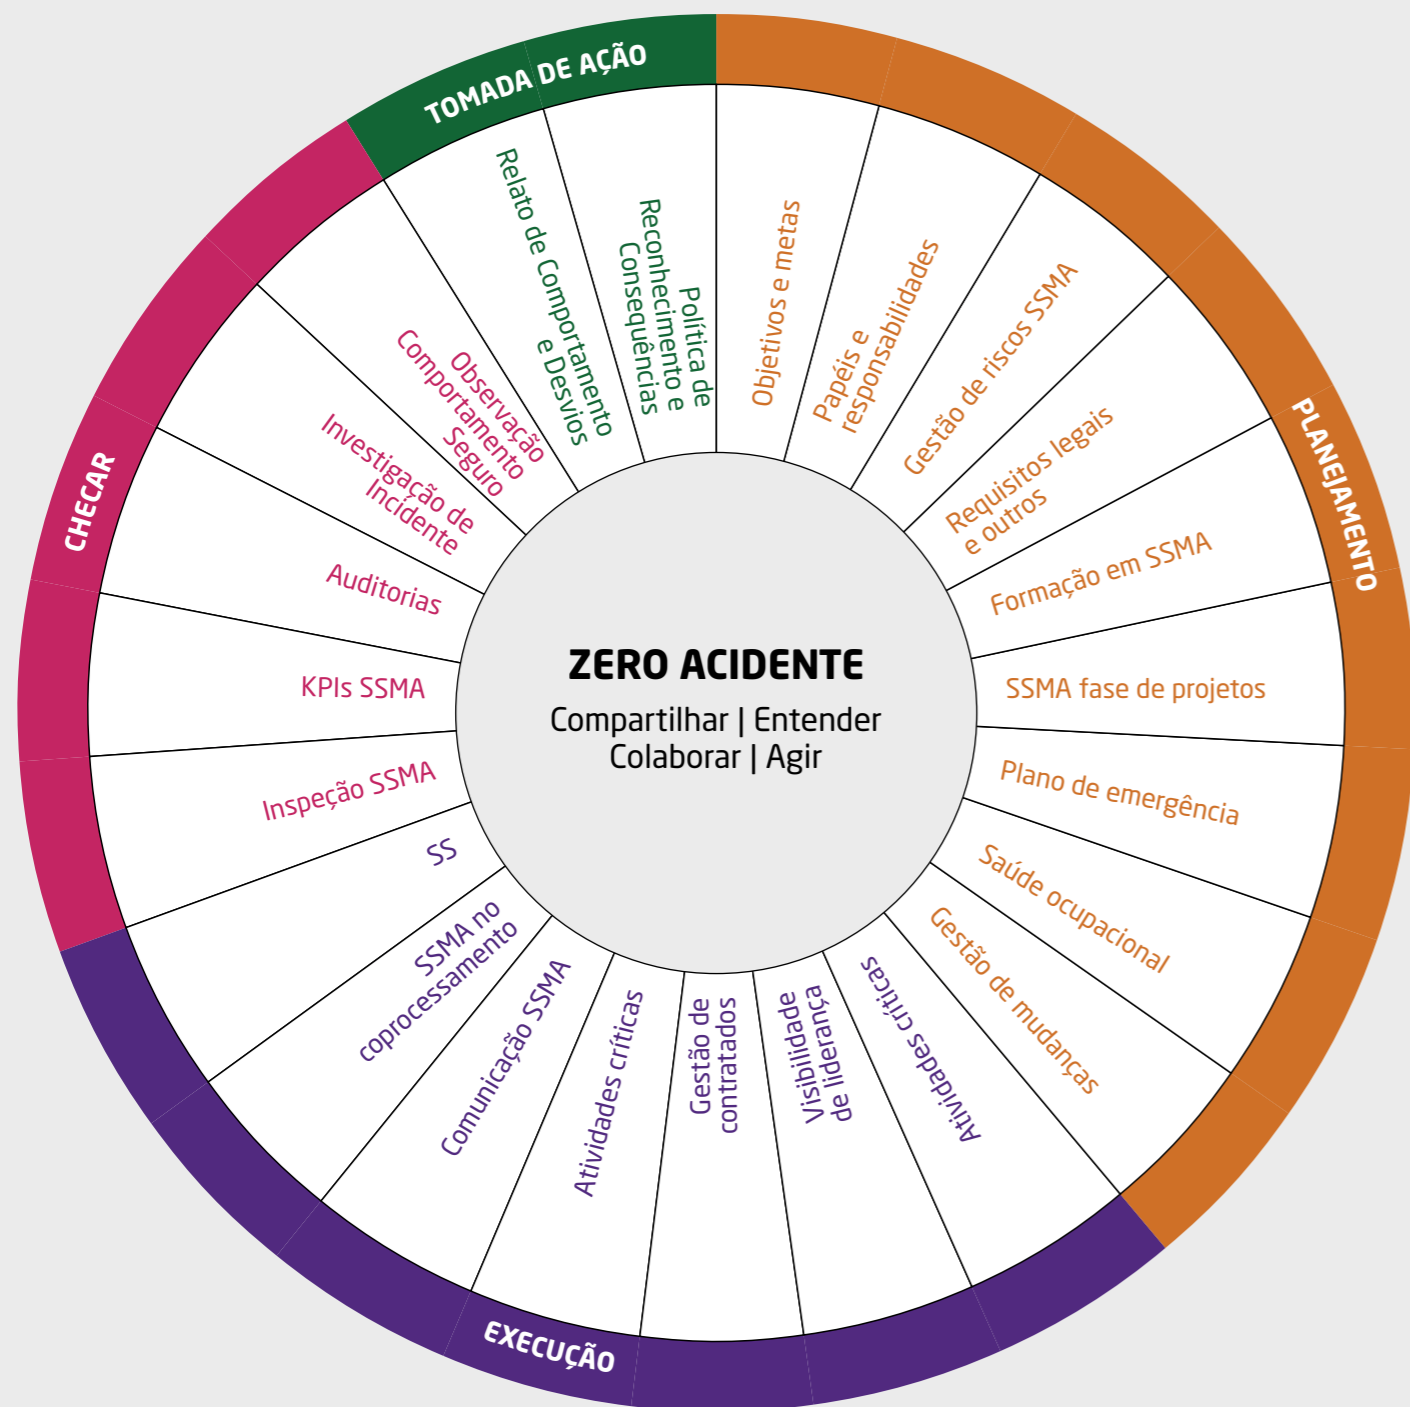 TOMADA DE AÇÃO
Relato de Comportamento
e Desvios
Política de
Reconhecimento e
Consequências
PLANEJAMENTO
Objetivos e metas
Papéis e
responsabilidades
Gestão de riscos SSMA
Requisitos legais
e outros
Formação em SSMA
SSMA fase de projetos
Plano de emergência
Saúde ocupacional
Gestão de mudanças
EXECUÇÃO
Atividades críticas
Visibilidade
de liderança
Gestão de
contratados
Atividades críticas
Comunicação SSMA
SSMA no
coprocessamento
SS
CHECAR
Inspeção SSMA
KPIs SSMA
Auditorias
Investigação de
Incidente
Observação
Comportamento
Seguro
ZERO ACIDENTE
Compartilhar | Entender
Colaborar | Agir